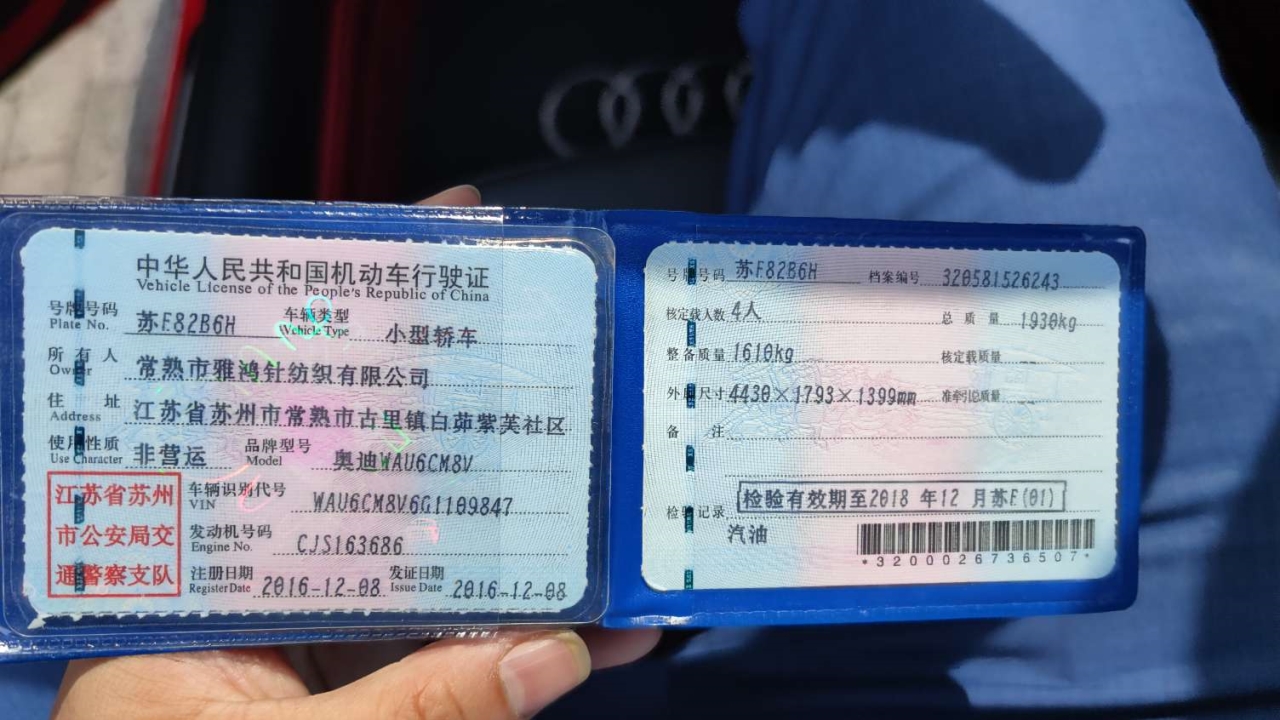 中华人民共和国机动车行驶证
Vehicle License of the People's Republic of China
号牌号码 苏E82B6H 车辆类型 小型轿车
Plate No. Vehicle Type
所有人 常熟市雅鸿针纺织有限公司
Owner
住址 江苏省苏州市常熟市古里镇白茆紫芙社区
Address
使用性质 非营运 品牌型号 奥迪WAU6CM8V
Use Character Model
江苏省苏州
市公安局交
通警察支队
车辆识别代号 WAU6CM8V6G1109847
VIN
发动机号码 CJS163686
Engine No.
注册日期 2016-12-08 发证日期 2016-12-08
Register Date Issue Date
号牌号码 苏E82B6H 档案编号 320581526243
核定载人数 4人 总质量 1930kg
整备质量 1610kg 核定载质量
外廓尺寸 4430×1793×1399mm 准牵引总质量
备注
检验有效期至2018 年12 月苏E(01)
检验记录
汽油
*3200026736507*